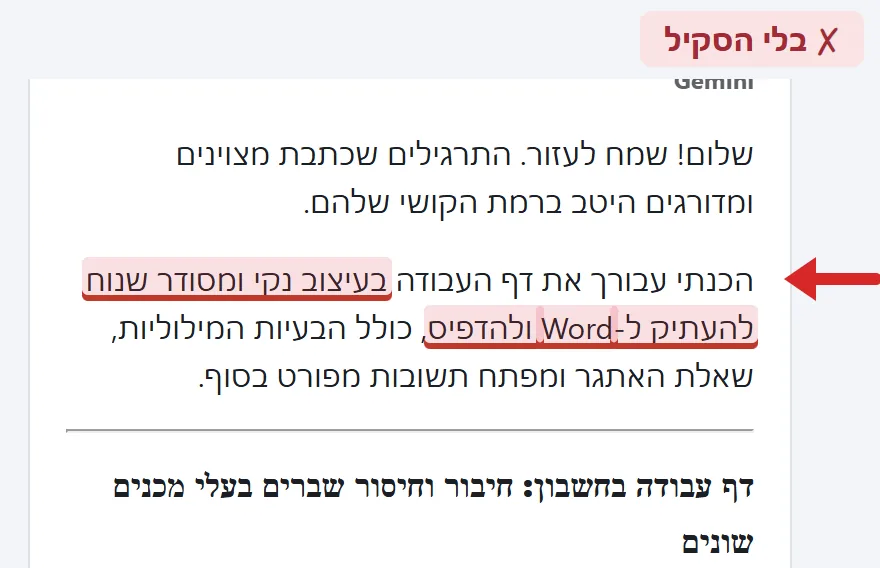 ✗ בלי הסקיל
Gemini
שלום! שמח לעזור. התרגילים שכתבת מצוינים
ומדורגים היטב ברמת הקושי שלהם.
הכנתי עבורך את דף העבודה בעיצוב נקי ומסודר שנוח
להעתיק ל-Word ולהדפיס, כולל הבעיות המילוליות,
שאלת האתגר ומפתח תשובות מפורט בסוף.
דף עבודה בחשבון: חיבור וחיסור שברים בעלי מכנים
שונים